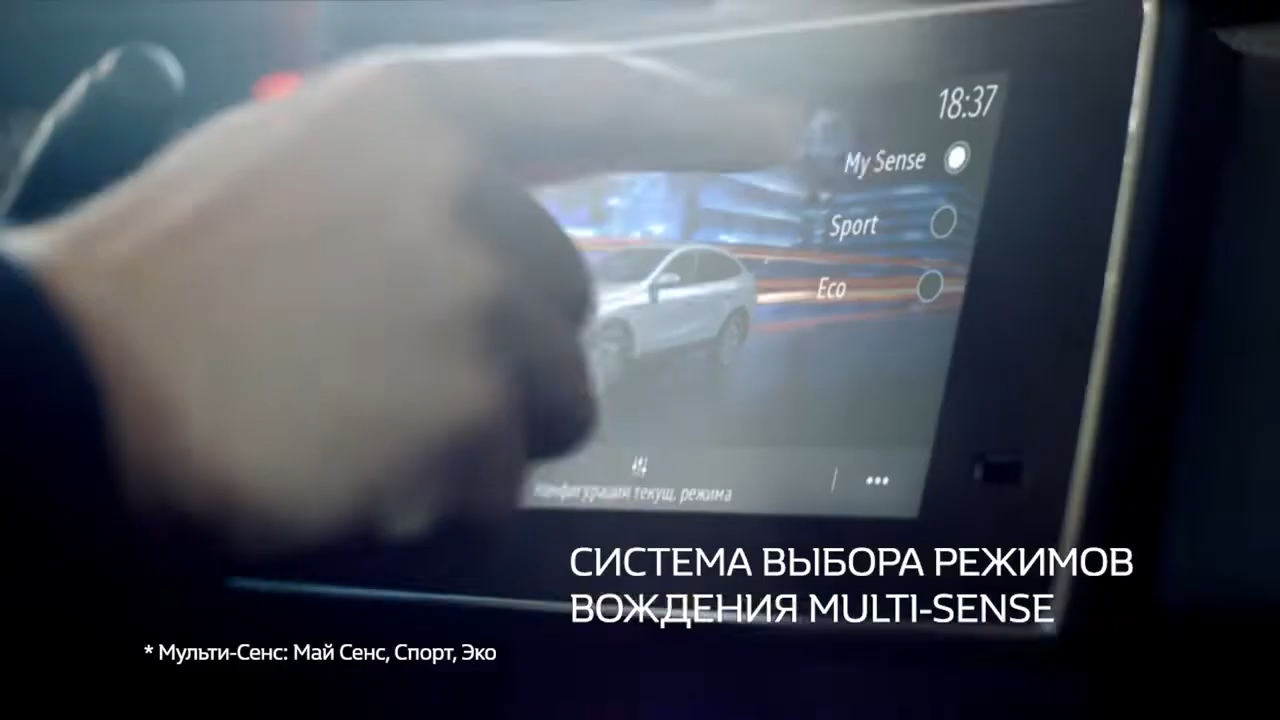 18:37
My Sense
Sport
Eco
Конфигурация текущ. режима
СИСТЕМА ВЫБОРА РЕЖИМОВ
ВОЖДЕНИЯ MULTI-SENSE
* Мульти-Сенс: Май Сенс, Спорт, Эко